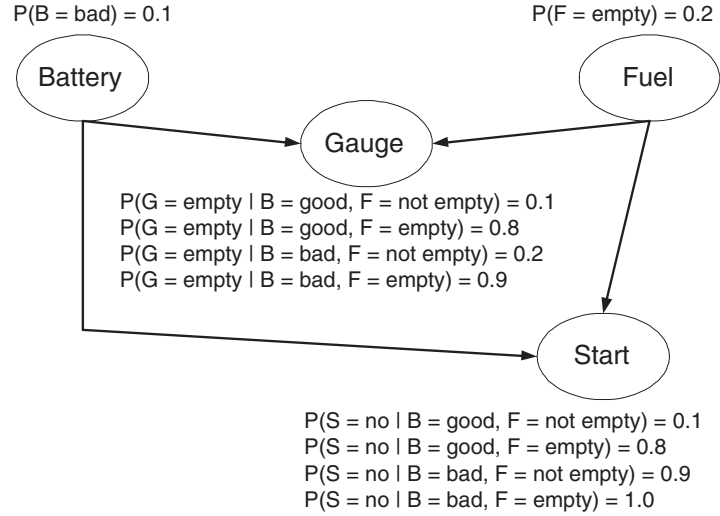 P(B = bad) = 0.1
P(F = empty) = 0.2
Battery
Fuel
Gauge
P(G = empty | B = good, F = not empty) = 0.1
P(G = empty | B = good, F = empty) = 0.8
P(G = empty | B = bad, F = not empty) = 0.2
P(G = empty | B = bad, F = empty) = 0.9
Start
P(S = no | B = good, F = not empty) = 0.1
P(S = no | B = good, F = empty) = 0.8
P(S = no | B = bad, F = not empty) = 0.9
P(S = no | B = bad, F = empty) = 1.0